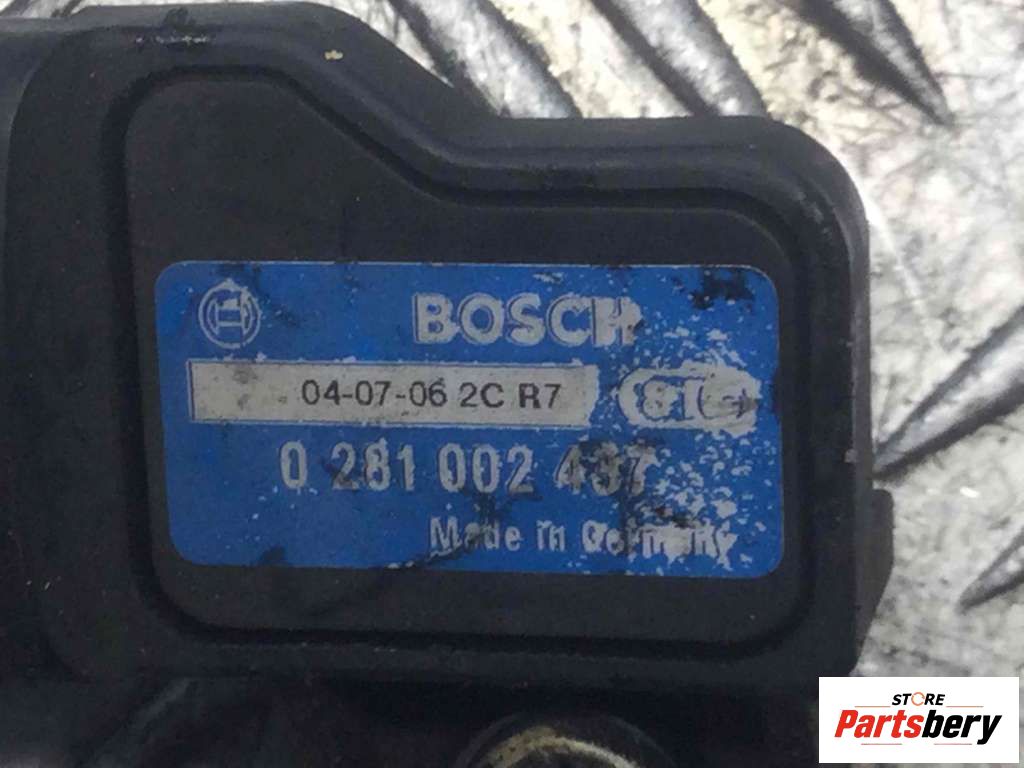 BOSCH
04-07-06 2C R7
0 281 002 437
Made in Germany
STORE
Partsbery